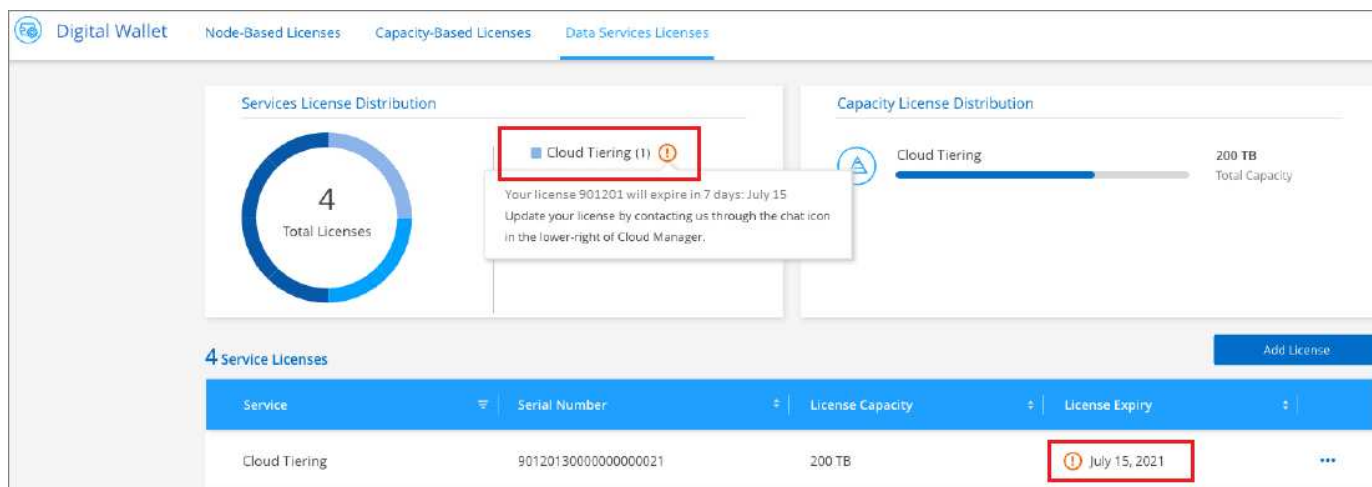 Digital Wallet
Node-Based Licenses
Capacity-Based Licenses
Data Services Licenses
Services License Distribution
4
Total Licenses
Cloud Tiering (1)
Your license 901201 will expire in 7 days: July 15
Update your license by contacting us through the chat icon
in the lower-right of Cloud Manager.
Capacity License Distribution
Cloud Tiering
200 TB
Total Capacity
4 Service Licenses
Add License
Service
Serial Number
License Capacity
License Expiry
Cloud Tiering
90120130000000000021
200 TB
July 15, 2021